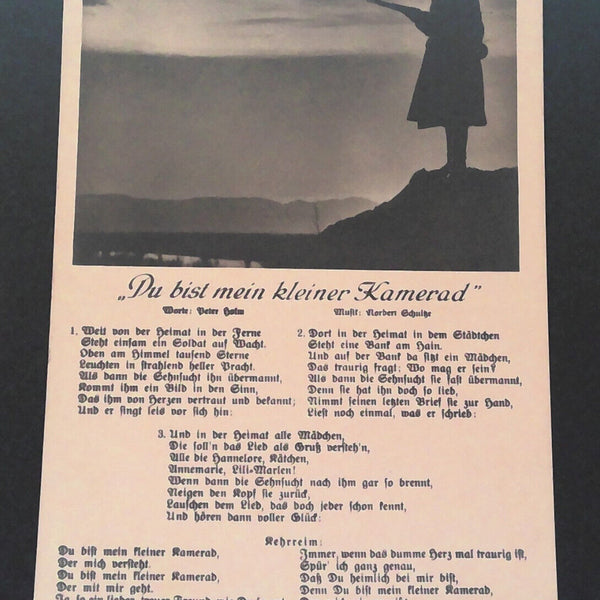 „Du bist mein kleiner Kamerad”
Worte: Peter Holm
Musik: Norbert Schultze
1. Weit von der Heimat in der Ferne
Steht einsam ein Soldat auf Wacht.
Oben am Himmel tausend Sterne
Leuchten in strahlend heller Pracht.
Als dann die Sehnsucht ihn übermannt,
Kommt ihm ein Bild in den Sinn,
Das ihm von Herzen vertraut und bekannt;
Und er singt leis vor sich hin:
2. Dort in der Heimat in dem Städtchen
Steht eine Bank am Hain.
Und auf der Bank da sitzt ein Mädchen,
Das traurig fragt: Wo mag er sein?
Als dann die Sehnsucht sie fast übermannt,
Denn sie hat ihn doch so lieb,
Nimmt seinen letzten Brief sie zur Hand,
Liest noch einmal, was er schrieb:
3. Und in der Heimat alle Mädchen,
Die soll'n das Lied als Gruß versteh'n,
Alle die Hannelore, Kätchen,
Annemarie, Lili-Marlen!
Wenn dann die Sehnsucht nach ihm gar so brennt,
Neigen den Kopf sie zurück,
Lauschen dem Lied, das doch jeder schon kennt,
Und hören dann voller Glück:
Kehrreim:
Du bist mein kleiner Kamerad,
Der mich versteht.
Du bist mein kleiner Kamerad,
Der mit mir geht.
Immer, wenn das dumme Herz mal traurig ist,
Spür' ich ganz genau,
Daß Du heimlich bei mir bist,
Denn Du bist mein kleiner Kamerad,